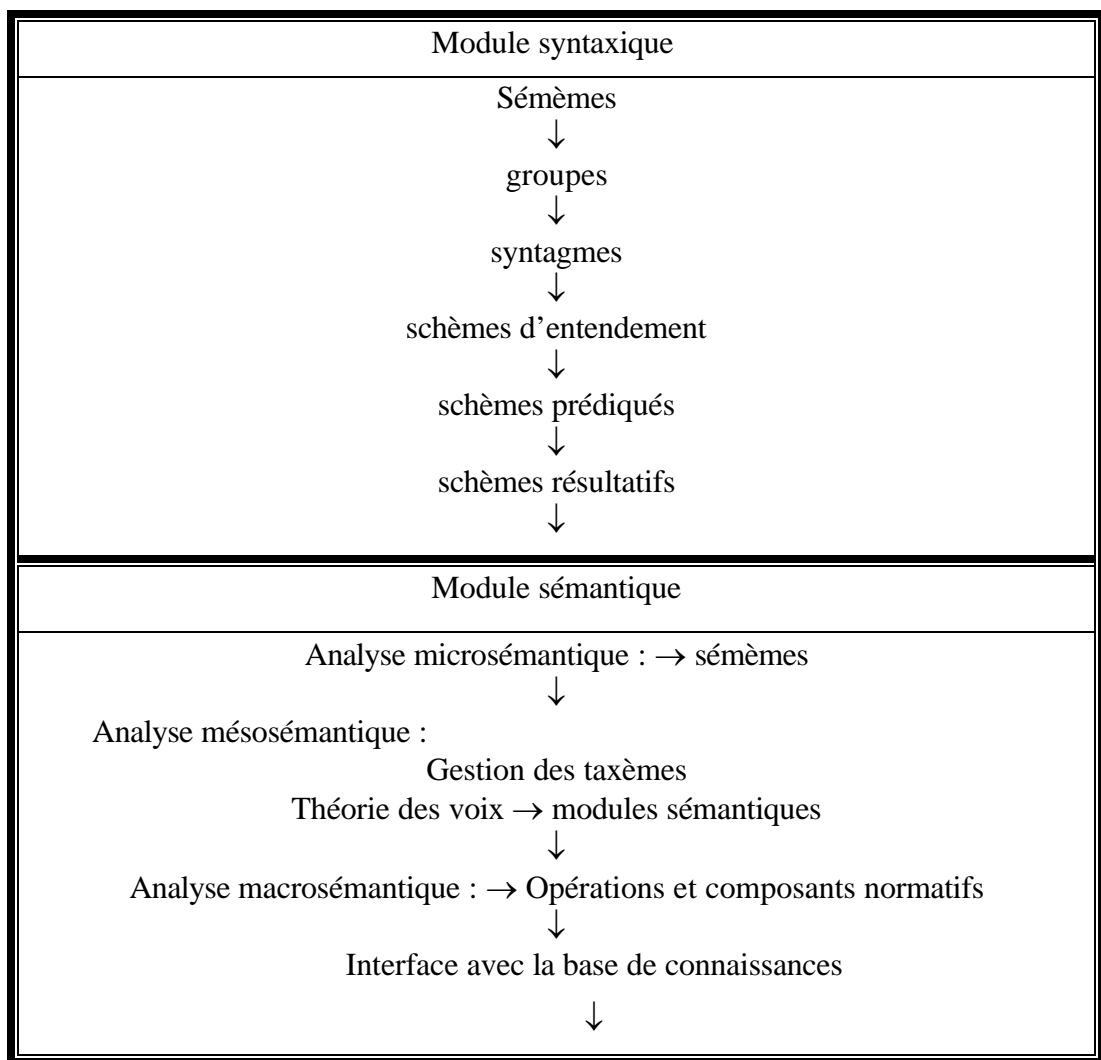 Module syntaxique
Sémèmes
↓
groupes
↓
syntagmes
↓
schèmes d’entendement
↓
schèmes prédiqués
↓
schèmes résultatifs
↓
Module sémantique
Analyse microsémantique : → sémèmes
↓
Analyse mésosémantique :
Gestion des taxèmes
Théorie des voix → modules sémantiques
↓
Analyse macrosémantique : → Opérations et composants normatifs
↓
Interface avec la base de connaissances
↓